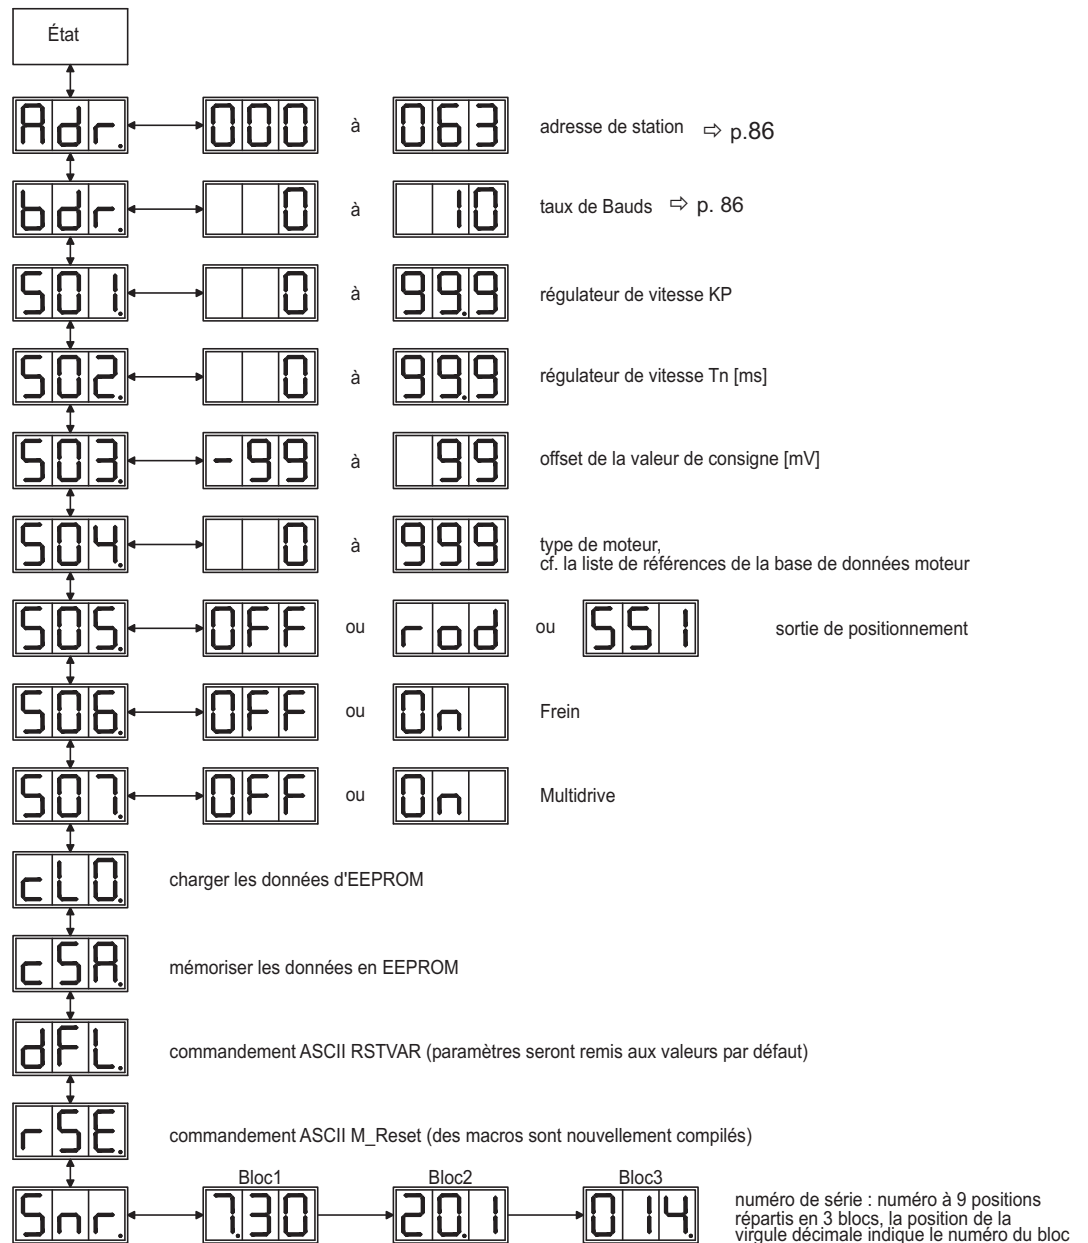 État
Adr. 000 à 063 adresse de station ⇨ p.86
bdr. 0 à 10 taux de Bauds ⇨ p. 86
S01. 0 à 99.9 régulateur de vitesse KP
S02. 0 à 99.9 régulateur de vitesse Tn [ms]
S03. -99 à 99 offset de la valeur de consigne [mV]
S04. 0 à 999 type de moteur,
cf. la liste de références de la base de données moteur
S05. OFF ou rod ou SSI sortie de positionnement
S06. OFF ou On Frein
S07. OFF ou On Multidrive
cLO. charger les données d'EEPROM
cSA. mémoriser les données en EEPROM
dFL. commandement ASCII RSTVAR (paramètres seront remis aux valeurs par défaut)
rSE. commandement ASCII M_Reset (des macros sont nouvellement compilés)
Bloc1 Bloc2 Bloc3
Snr. 7.30 20.1 014. numéro de série : numéro à 9 positions
répartis en 3 blocs, la position de la
virgule décimale indique le numéro du bloc